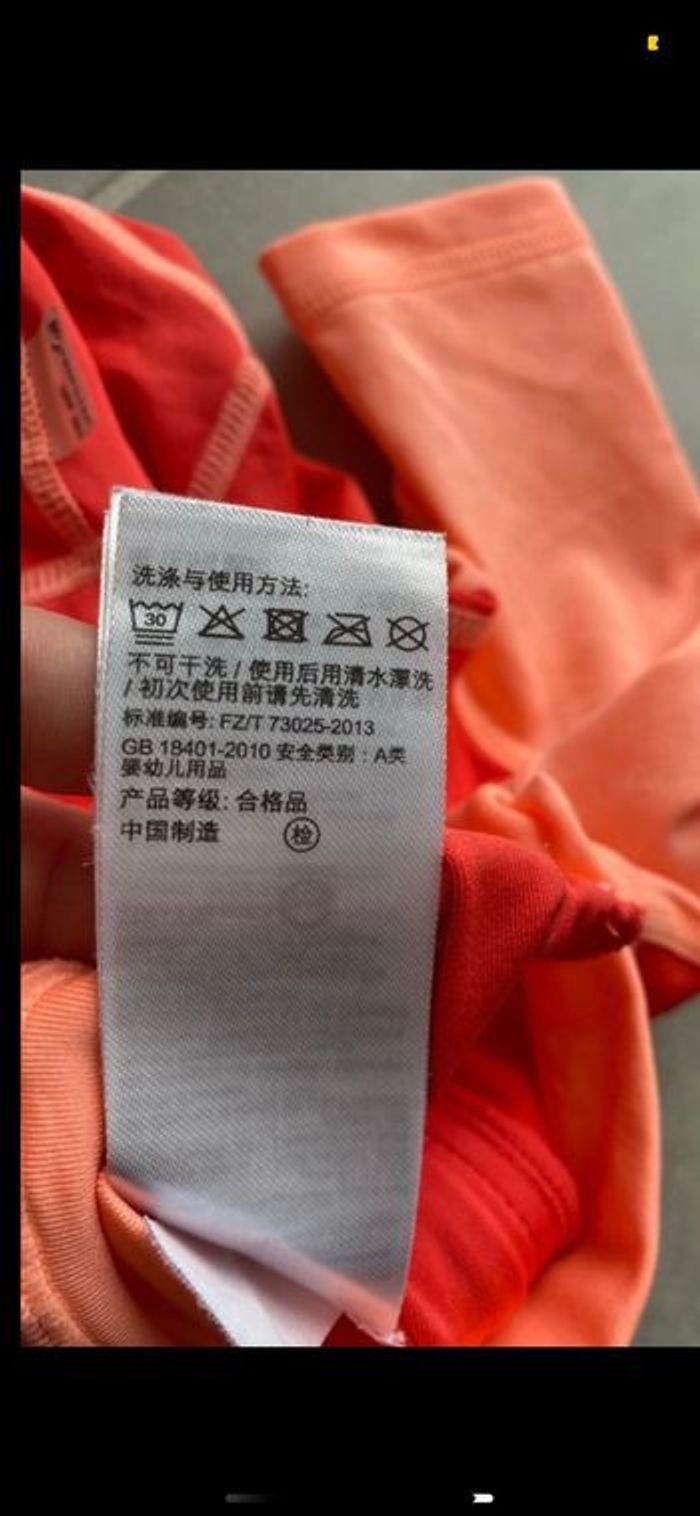 洗涤与使用方法:
30
不可干洗 / 使用后用清水漂洗
/ 初次使用前请先清洗
标准编号: FZ/T 73025-2013
GB 18401-2010 安全类别：A类
婴幼儿用品
产品等级: 合格品
中国制造 检